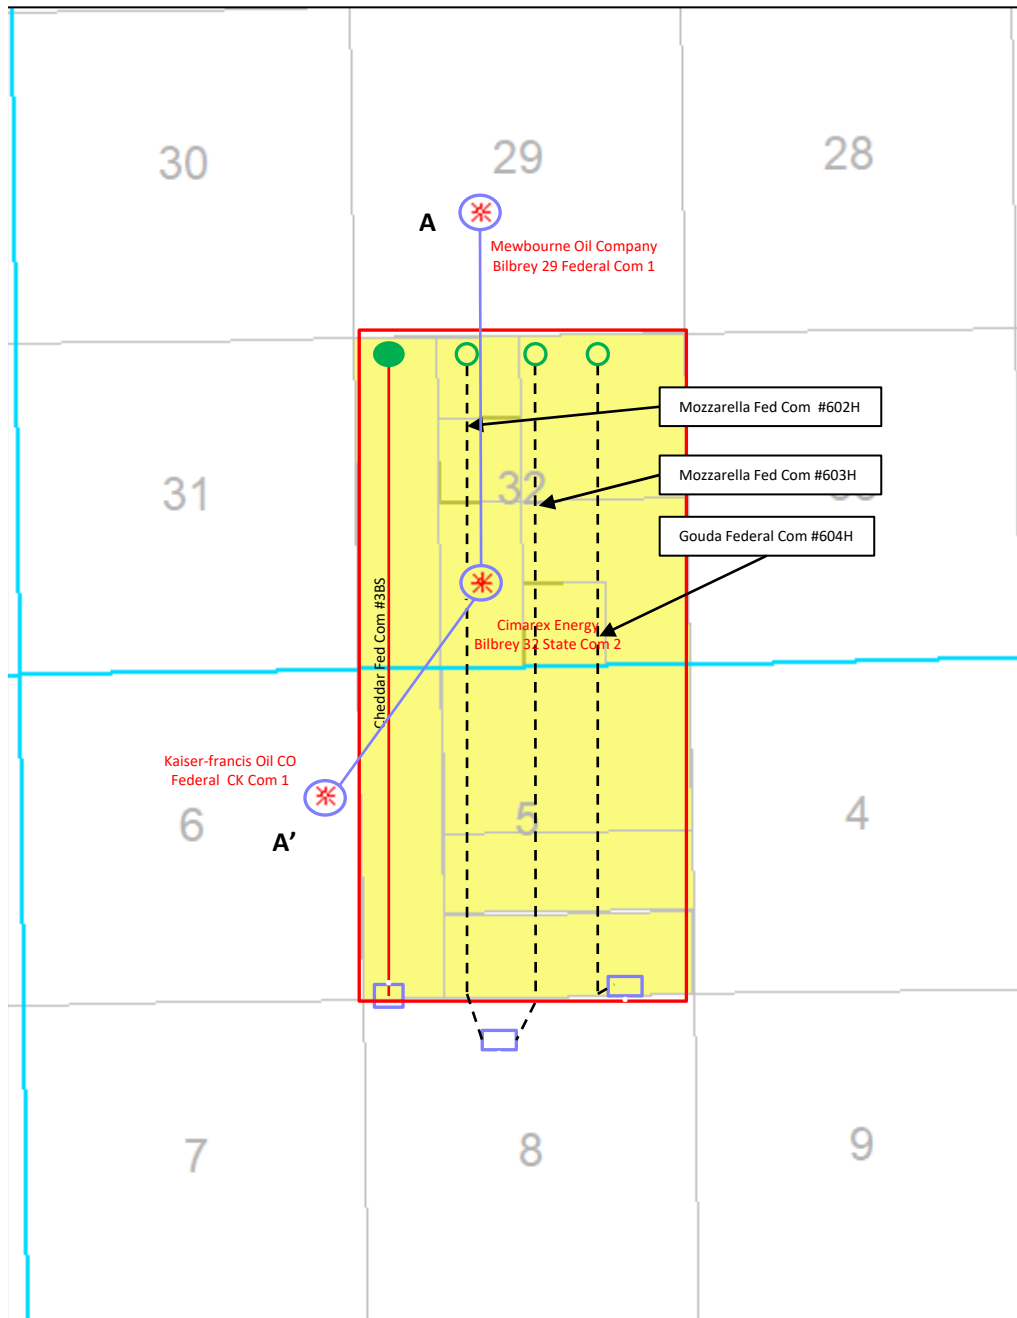 30
29
28
A
Mewbourne Oil Company
Bilbrey 29 Federal Com 1
Mozzarella Fed Com  #602H
31
32
Mozzarella Fed Com #603H
Gouda Federal Com #604H
Cheddar Fed Com #3BS
Cimarex Energy
Bilbrey 32 State Com 2
Kaiser-francis Oil CO
Federal  CK Com 1
6
A’
5
4
7
8
9